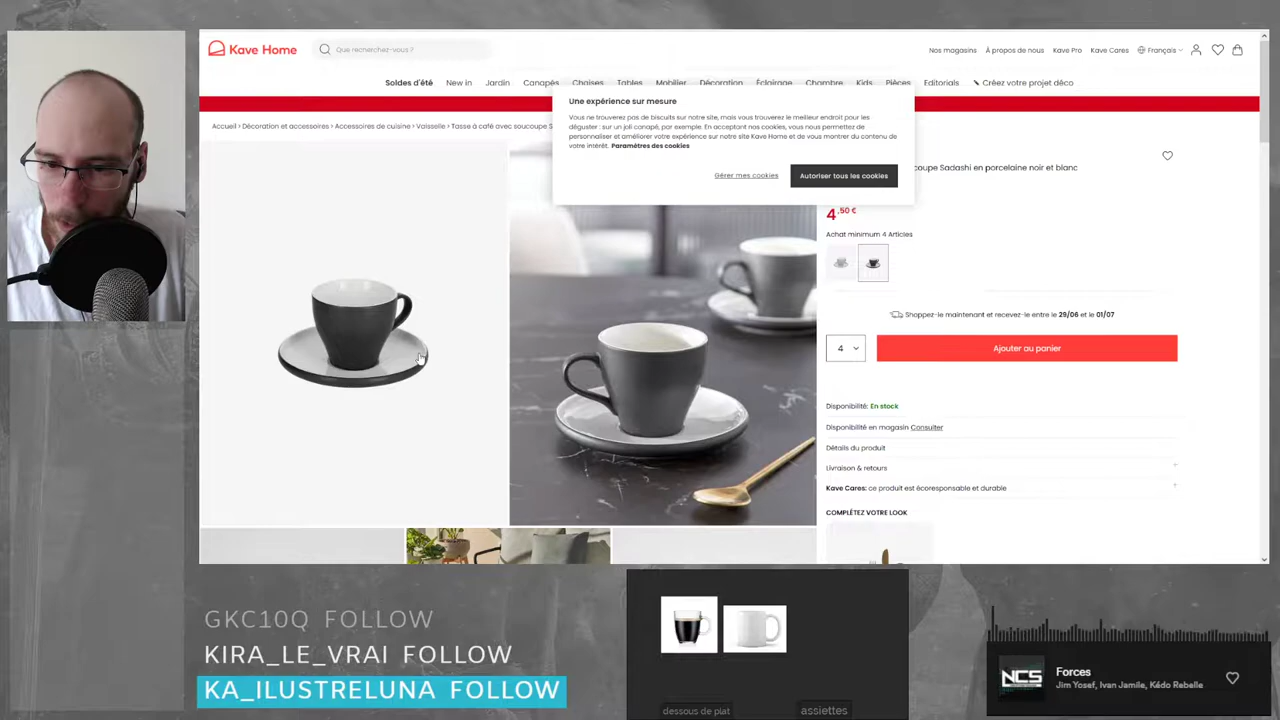 Kave Home
Que recherchez-vous ?
Nos magasins À propos de nous Kave Pro Kave Cares Français
Soldes d'été New in Jardin Canapés Chaises Tables Mobilier Décoration Éclairage Chambre Kids Pièces Editorials Créez votre projet déco
Accueil > Décoration et accessoires > Accessoires de cuisine > Vaisselle > Tasse à café avec soucoupe S
Une expérience sur mesure
Vous ne trouverez pas de biscuits sur notre site, mais vous trouverez le meilleur endroit pour les
déguster : sur un joli canapé, par exemple. En acceptant nos cookies, vous nous permettez de
personnaliser et améliorer votre expérience sur notre site Kave Home et de vous montrer du contenu de
votre intérêt. Paramètres des cookies
Gérer mes cookies
Autoriser tous les cookies
coupe Sadashi en porcelaine noir et blanc
4,50 €
Achat minimum 4 Articles
Shoppez-le maintenant et recevez-le entre le 29/06 et le 01/07
4
Ajouter au panier
Disponibilité: En stock
Disponibilité en magasin Consulter
Détails du produit
Livraison & retours
Kave Cares: ce produit est écoresponsable et durable
COMPLÉTEZ VOTRE LOOK
GKC10Q FOLLOW
KIRA_LE_VRAI FOLLOW
KA_ILUSTRELUNA FOLLOW
dessous de plat
assiettes
NCS
Forces
Jim Yosef, Ivan Jamile, Kédo Rebelle